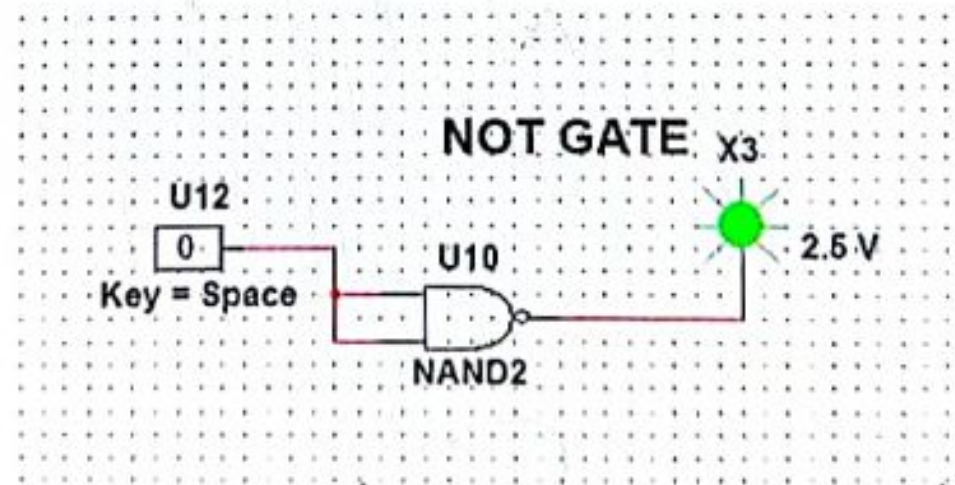 NOT GATE
X3
U12
0
2.5 V
U10
Key = Space
NAND2